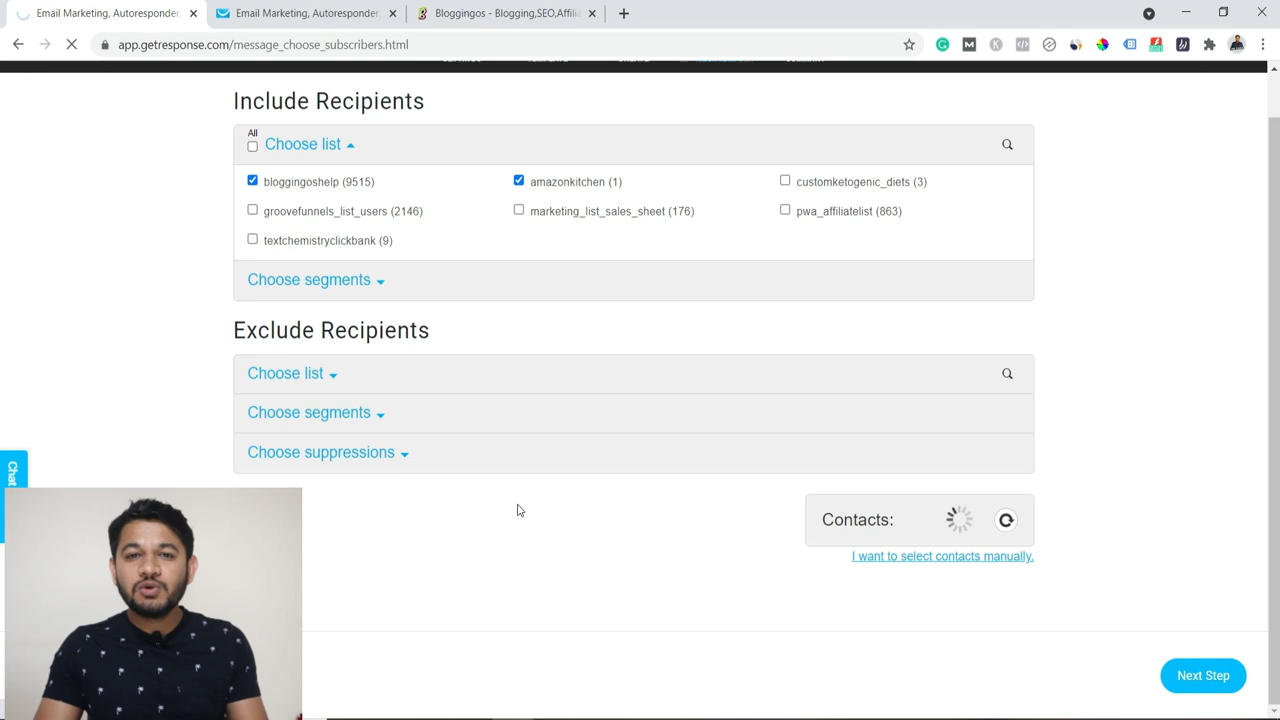 Email Marketing, Autoresponder,
Email Marketing, Autoresponder,
Bloggingos - Blogging,SEO,Affilia
app.getresponse.com/message_choose_subscribers.html
Include Recipients
All
Choose list
bloggingoshelp (9515)
amazonkitchen (1)
customketogenic_diets (3)
groovefunnels_list_users (2146)
marketing_list_sales_sheet (176)
pwa_affiliatelist (863)
textchemistryclickbank (9)
Choose segments
Exclude Recipients
Choose list
Choose segments
Choose suppressions
Chat
Contacts:
I want to select contacts manually.
Next Step